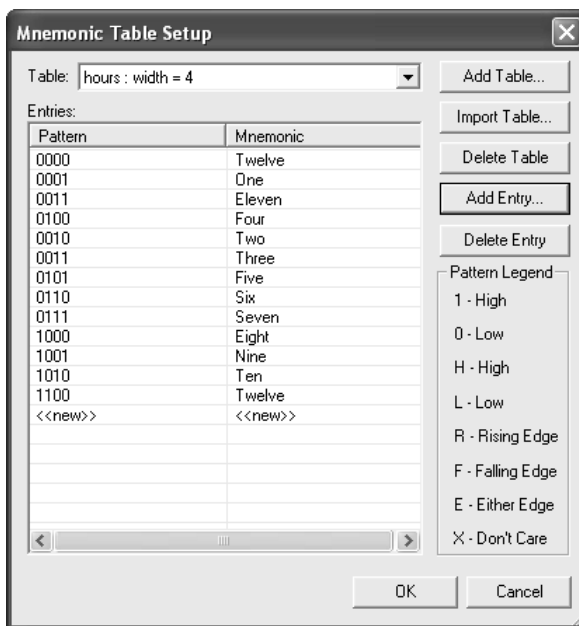 Mnemonic Table Setup
Table: hours : width = 4
Add Table...
Entries:
Import Table...
Pattern Mnemonic
Delete Table
0000 Twelve
0001 One
0011 Eleven
0100 Four
0010 Two
0011 Three
0101 Five
0110 Six
0111 Seven
1000 Eight
1001 Nine
1010 Ten
1100 Twelve
<<new>> <<new>>
Add Entry...
Delete Entry
Pattern Legend
1 - High
0 - Low
H - High
L - Low
R - Rising Edge
F - Falling Edge
E - Either Edge
X - Don't Care
OK Cancel